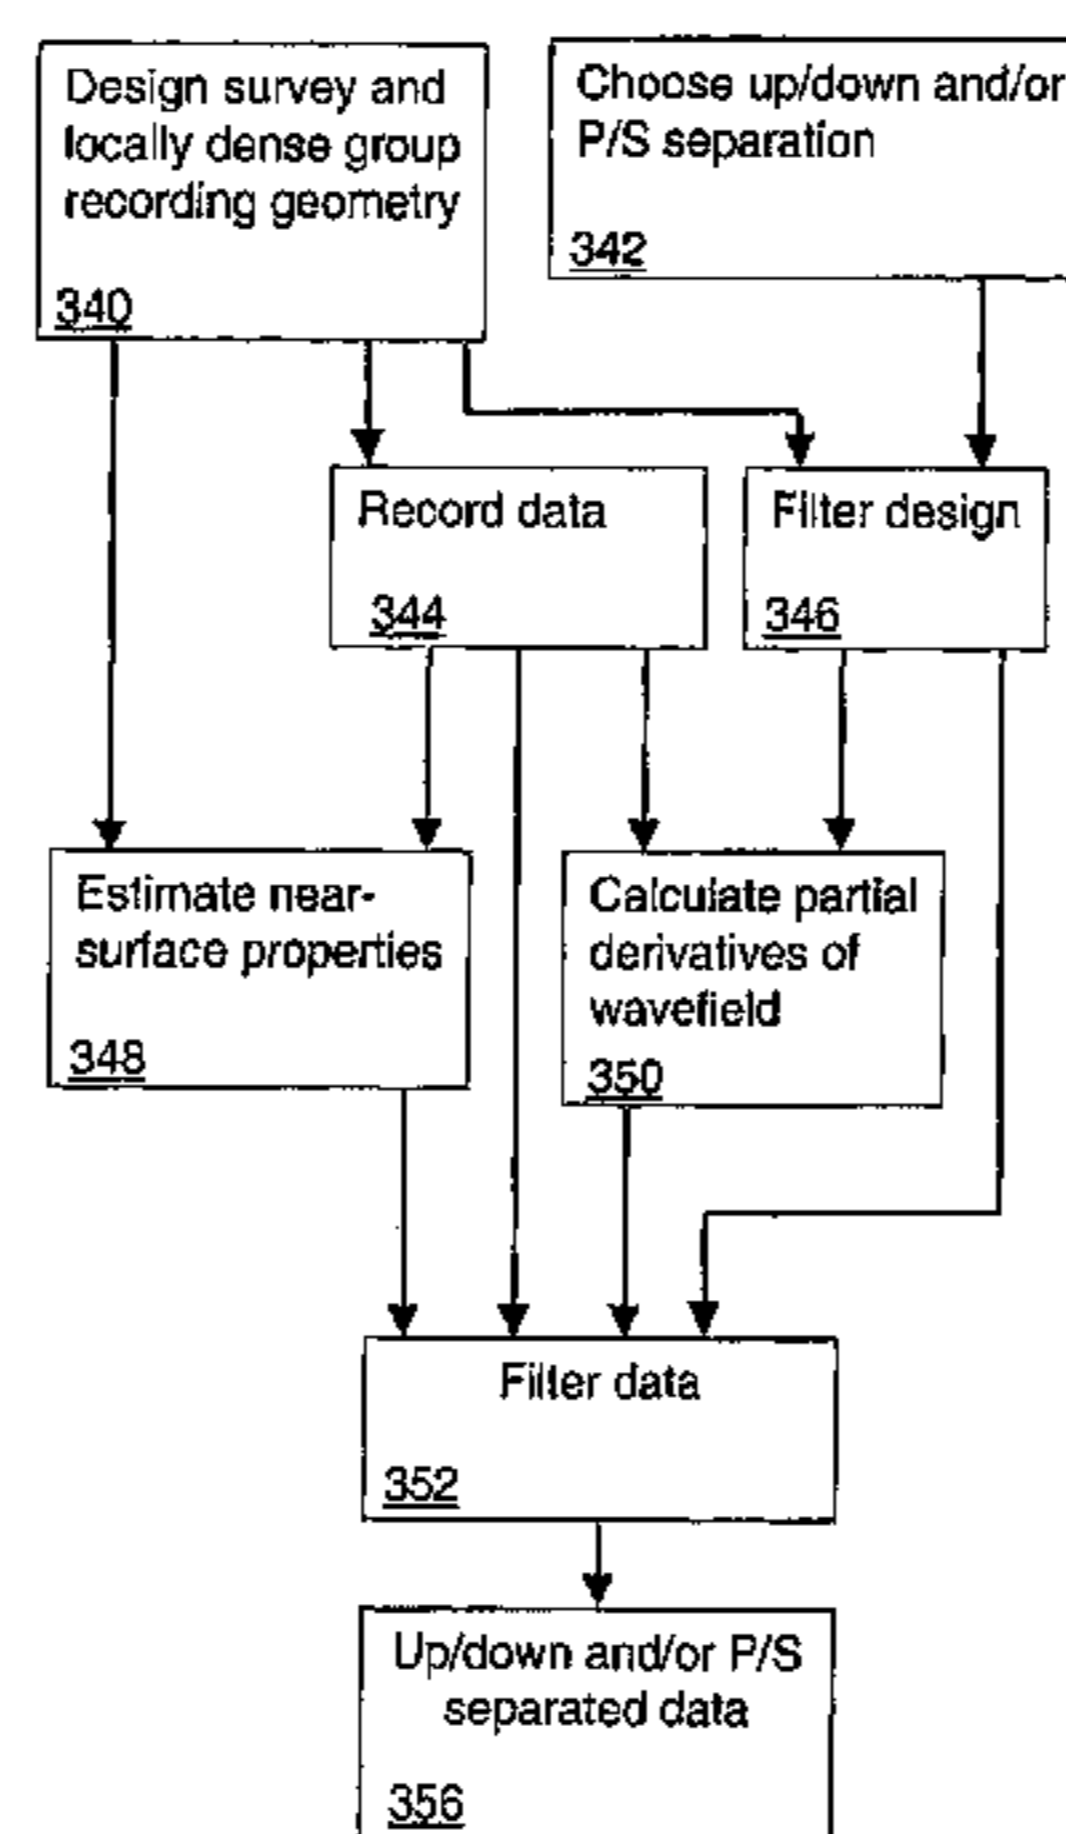 Design survey and
locally dense group
recording geometry
340
Choose up/down and/or
P/S separation
342
Record data
344
Filter design
346
Estimate near-
surface properties
348
Calculate partial
derivatives of
wavefield
350
Filter data
352
Up/down and/or P/S
separated data
356